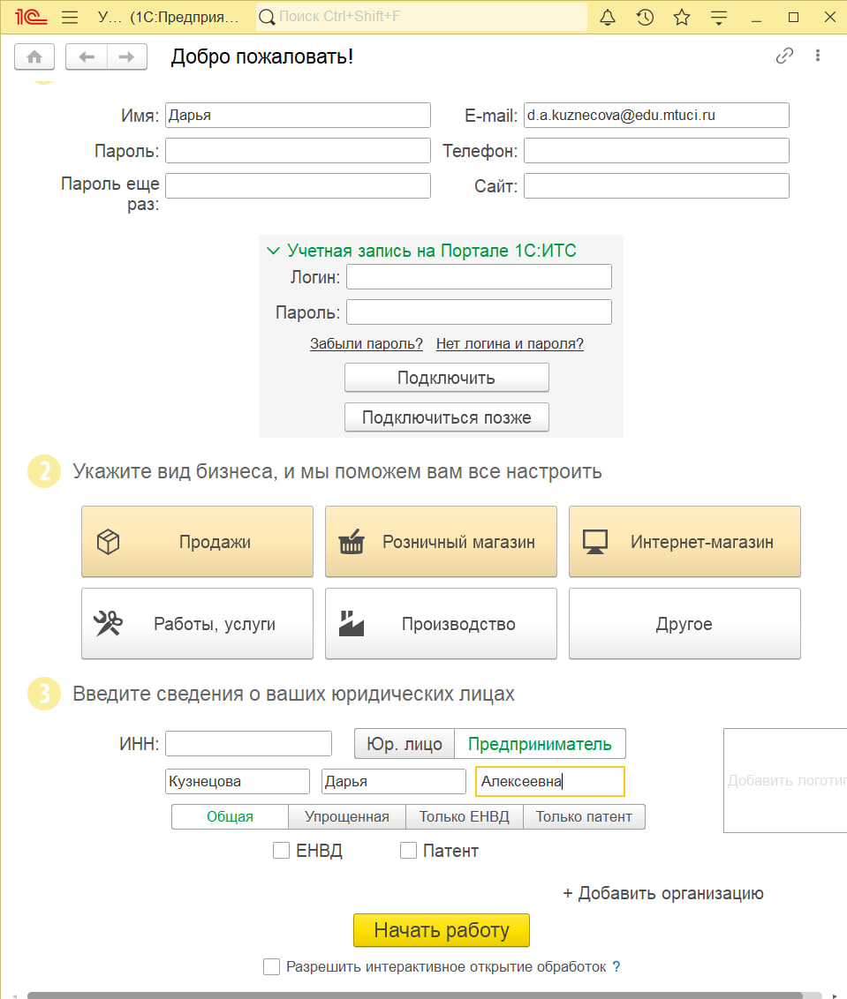 1С У... (1С:Предприя... Поиск Ctrl+Shift+F
Добро пожаловать!
Имя: Дарья E-mail: d.a.kuznecova@edu.mtuci.ru
Пароль: Телефон:
Пароль еще Сайт:
раз:
Учетная запись на Портале 1С:ИТС
Логин:
Пароль:
Забыли пароль? Нет логина и пароля?
Подключить
Подключиться позже
2 Укажите вид бизнеса, и мы поможем вам все настроить
Продажи Розничный магазин Интернет-магазин
Работы, услуги Производство Другое
3 Введите сведения о ваших юридических лицах
ИНН: Юр. лицо Предприниматель
Кузнецова Дарья Алексеевна Добавить логотип
Общая Упрощенная Только ЕНВД Только патент
ЕНВД Патент
+ Добавить организацию
Начать работу
Разрешить интерактивное открытие обработок ?